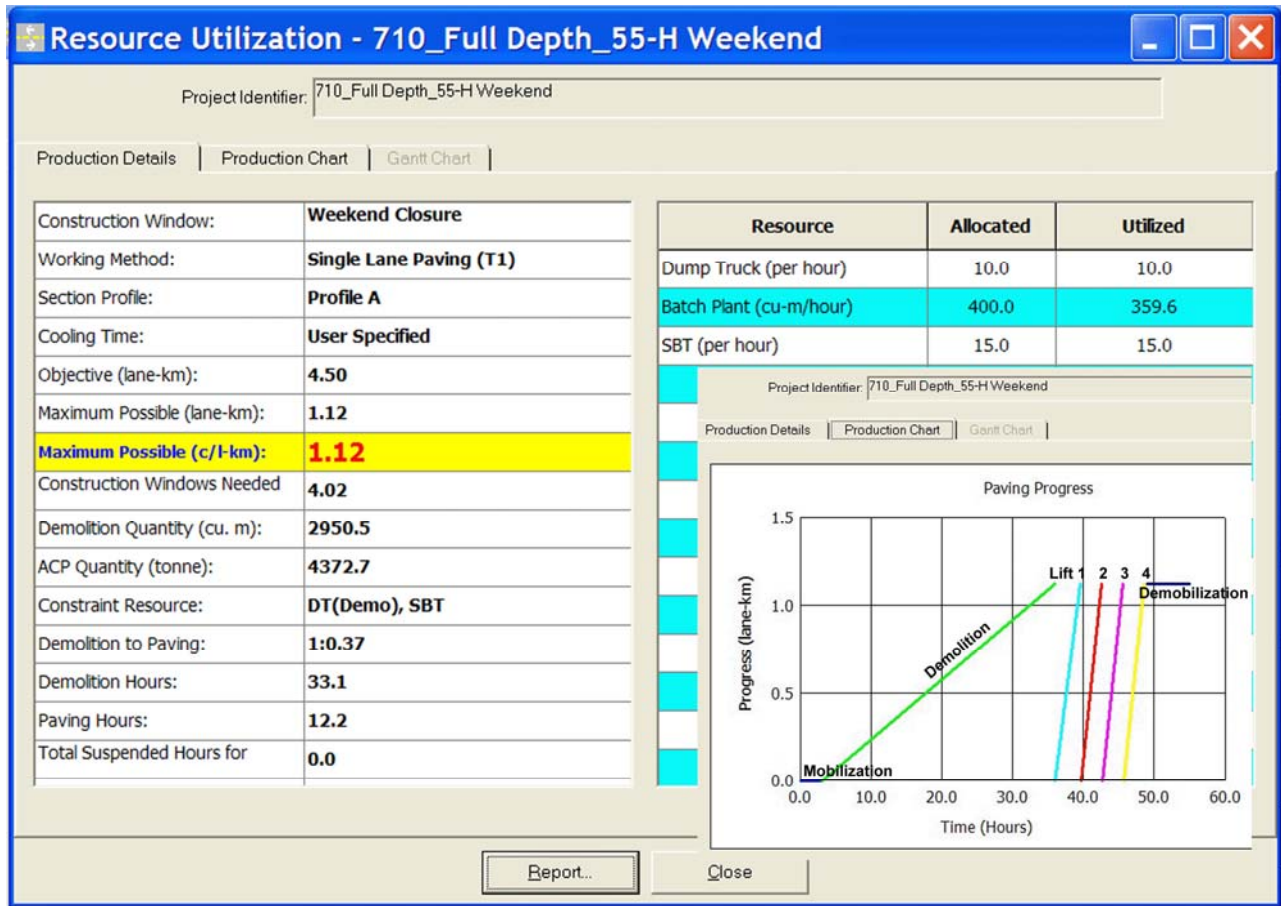 Resource Utilization - 710_Full Depth_55-H Weekend
Project Identifier: 710_Full Depth_55-H Weekend
Production Details | Production Chart | Gantt Chart |
Construction Window: Weekend Closure
Working Method: Single Lane Paving (T1)
Section Profile: Profile A
Cooling Time: User Specified
Objective (lane-km): 4.50
Maximum Possible (lane-km): 1.12
Maximum Possible (c/l-km): 1.12
Construction Windows Needed 4.02
Demolition Quantity (cu. m): 2950.5
ACP Quantity (tonne): 4372.7
Constraint Resource: DT(Demo), SBT
Demolition to Paving: 1:0.37
Demolition Hours: 33.1
Paving Hours: 12.2
Total Suspended Hours for 0.0
Resource Allocated Utilized
Dump Truck (per hour) 10.0 10.0
Batch Plant (cu-m/hour) 400.0 359.6
SBT (per hour) 15.0 15.0
Project Identifier: 710_Full Depth_55-H Weekend
Production Details | Production Chart | Gantt Chart |
Paving Progress
Progress (lane-km)
1.5
1.0
0.5
0.0
Lift 1 2 3 4
Demobilization
Demolition
Mobilization
0.0 10.0 20.0 30.0 40.0 50.0 60.0
Time (Hours)
Report... Close